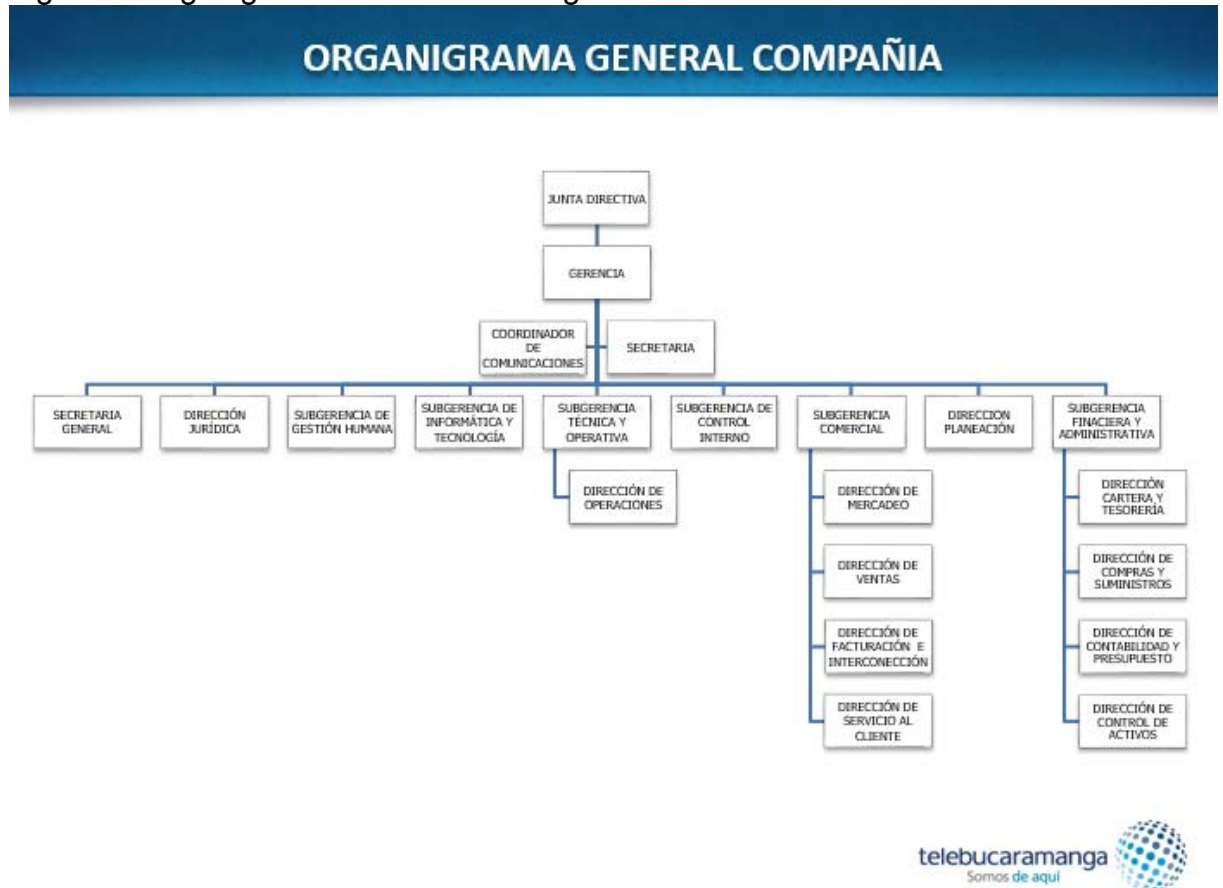 ORGANIGRAMA GENERAL COMPAÑIA
JUNTA DIRECTIVA
GERENCIA
COORDINADOR
DE
COMUNICACIONES
SECRETARIA
SECRETARIA
GENERAL
DIRECCIÓN
JURÍDICA
SUBGERENCIA DE
GESTIÓN HUMANA
SUBGERENCIA DE
INFORMÁTICA Y
TECNOLOGÍA
SUBGERENCIA
TÉCNICA Y
OPERATIVA
SUBGERENCIA DE
CONTROL
INTERNO
SUBGERENCIA
COMERCIAL
DIRECCION
PLANEACIÓN
SUBGERENCIA
FINACIERA Y
ADMINISTRATIVA
DIRECCIÓN DE
OPERACIONES
DIRECCIÓN DE
MERCADEO
DIRECCIÓN DE
VENTAS
DIRECCIÓN DE
FACTURACIÓN E
INTERCONECCIÓN
DIRECCIÓN DE
SERVICIO AL
CLIENTE
DIRECCIÓN
CARTERA Y
TESORERÍA
DIRECCIÓN DE
COMPRAS Y
SUMINISTROS
DIRECCIÓN DE
CONTABILIDAD Y
PRESUPUESTO
DIRECCIÓN DE
CONTROL DE
ACTIVOS
telebucaramanga
Somos de aquí